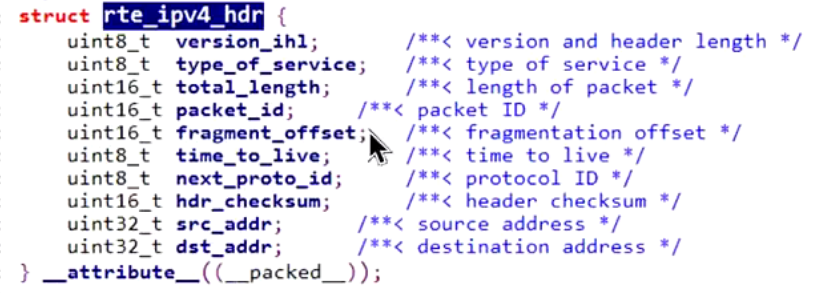 struct rte_ipv4_hdr {
uint8_t version_ihl; /**< version and header length */
uint8_t type_of_service; /**< type of service */
uint16_t total_length; /**< length of packet */
uint16_t packet_id; /**< packet ID */
uint16_t fragment_offset; /**< fragmentation offset */
uint8_t time_to_live; /**< time to live */
uint8_t next_proto_id; /**< protocol ID */
uint16_t hdr_checksum; /**< header checksum */
uint32_t src_addr; /**< source address */
uint32_t dst_addr; /**< destination address */
} __attribute__((__packed__));